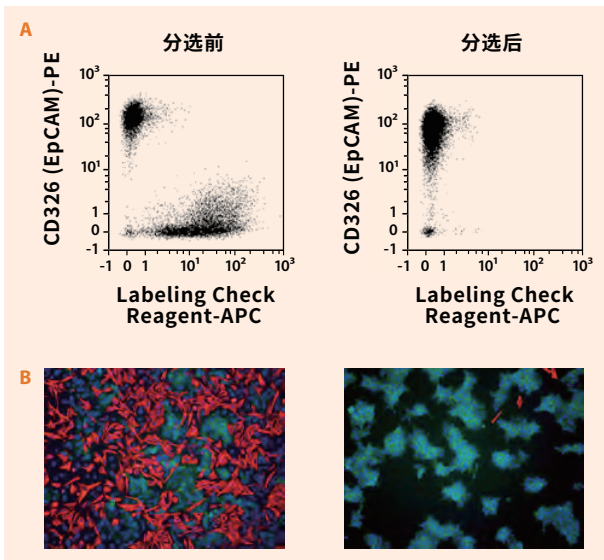 A
分选前
分选后
CD326 (EpCAM)-PE
10³
10²
10¹
1
0
-1
-1 0 1 10¹ 10² 10³
Labeling Check
Reagent-APC
CD326 (EpCAM)-PE
10³
10²
10¹
1
0
-1
-1 0 1 10¹ 10² 10³
Labeling Check
Reagent-APC
B